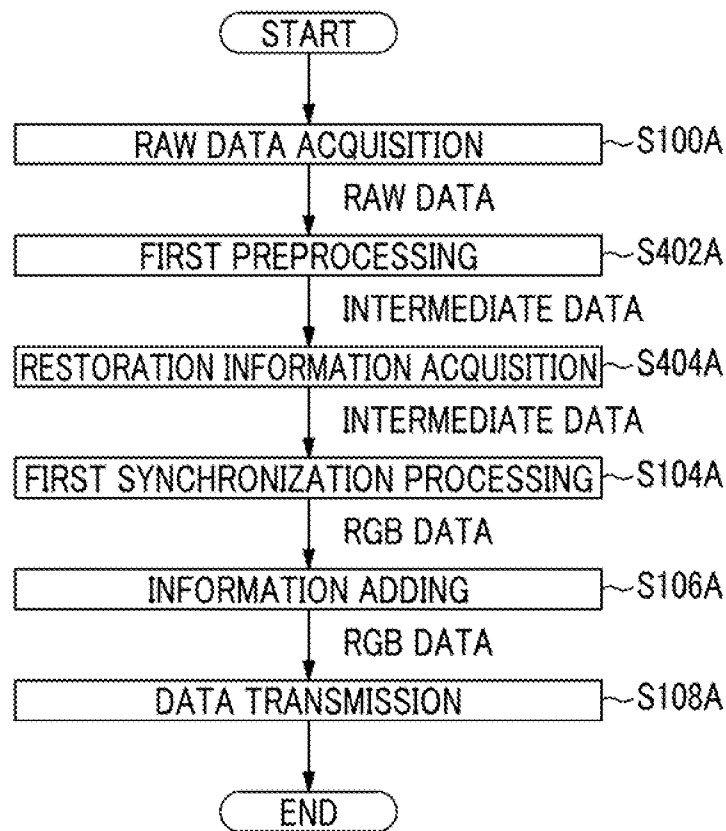 START
RAW DATA ACQUISITION
S100A
RAW DATA
FIRST PREPROCESSING
S402A
INTERMEDIATE DATA
RESTORATION INFORMATION ACQUISITION
S404A
INTERMEDIATE DATA
FIRST SYNCHRONIZATION PROCESSING
S104A
RGB DATA
INFORMATION ADDING
S106A
RGB DATA
DATA TRANSMISSION
S108A
END